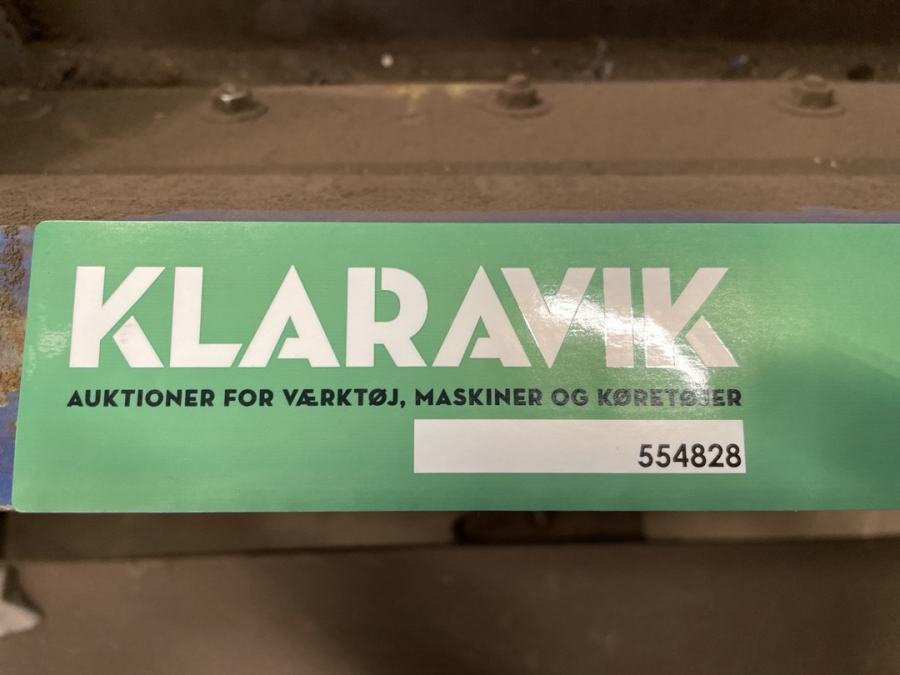 KLARAVIK
AUKTIONER FOR VÆRKTØJ, MASKINER OG KØRETØJER
554828